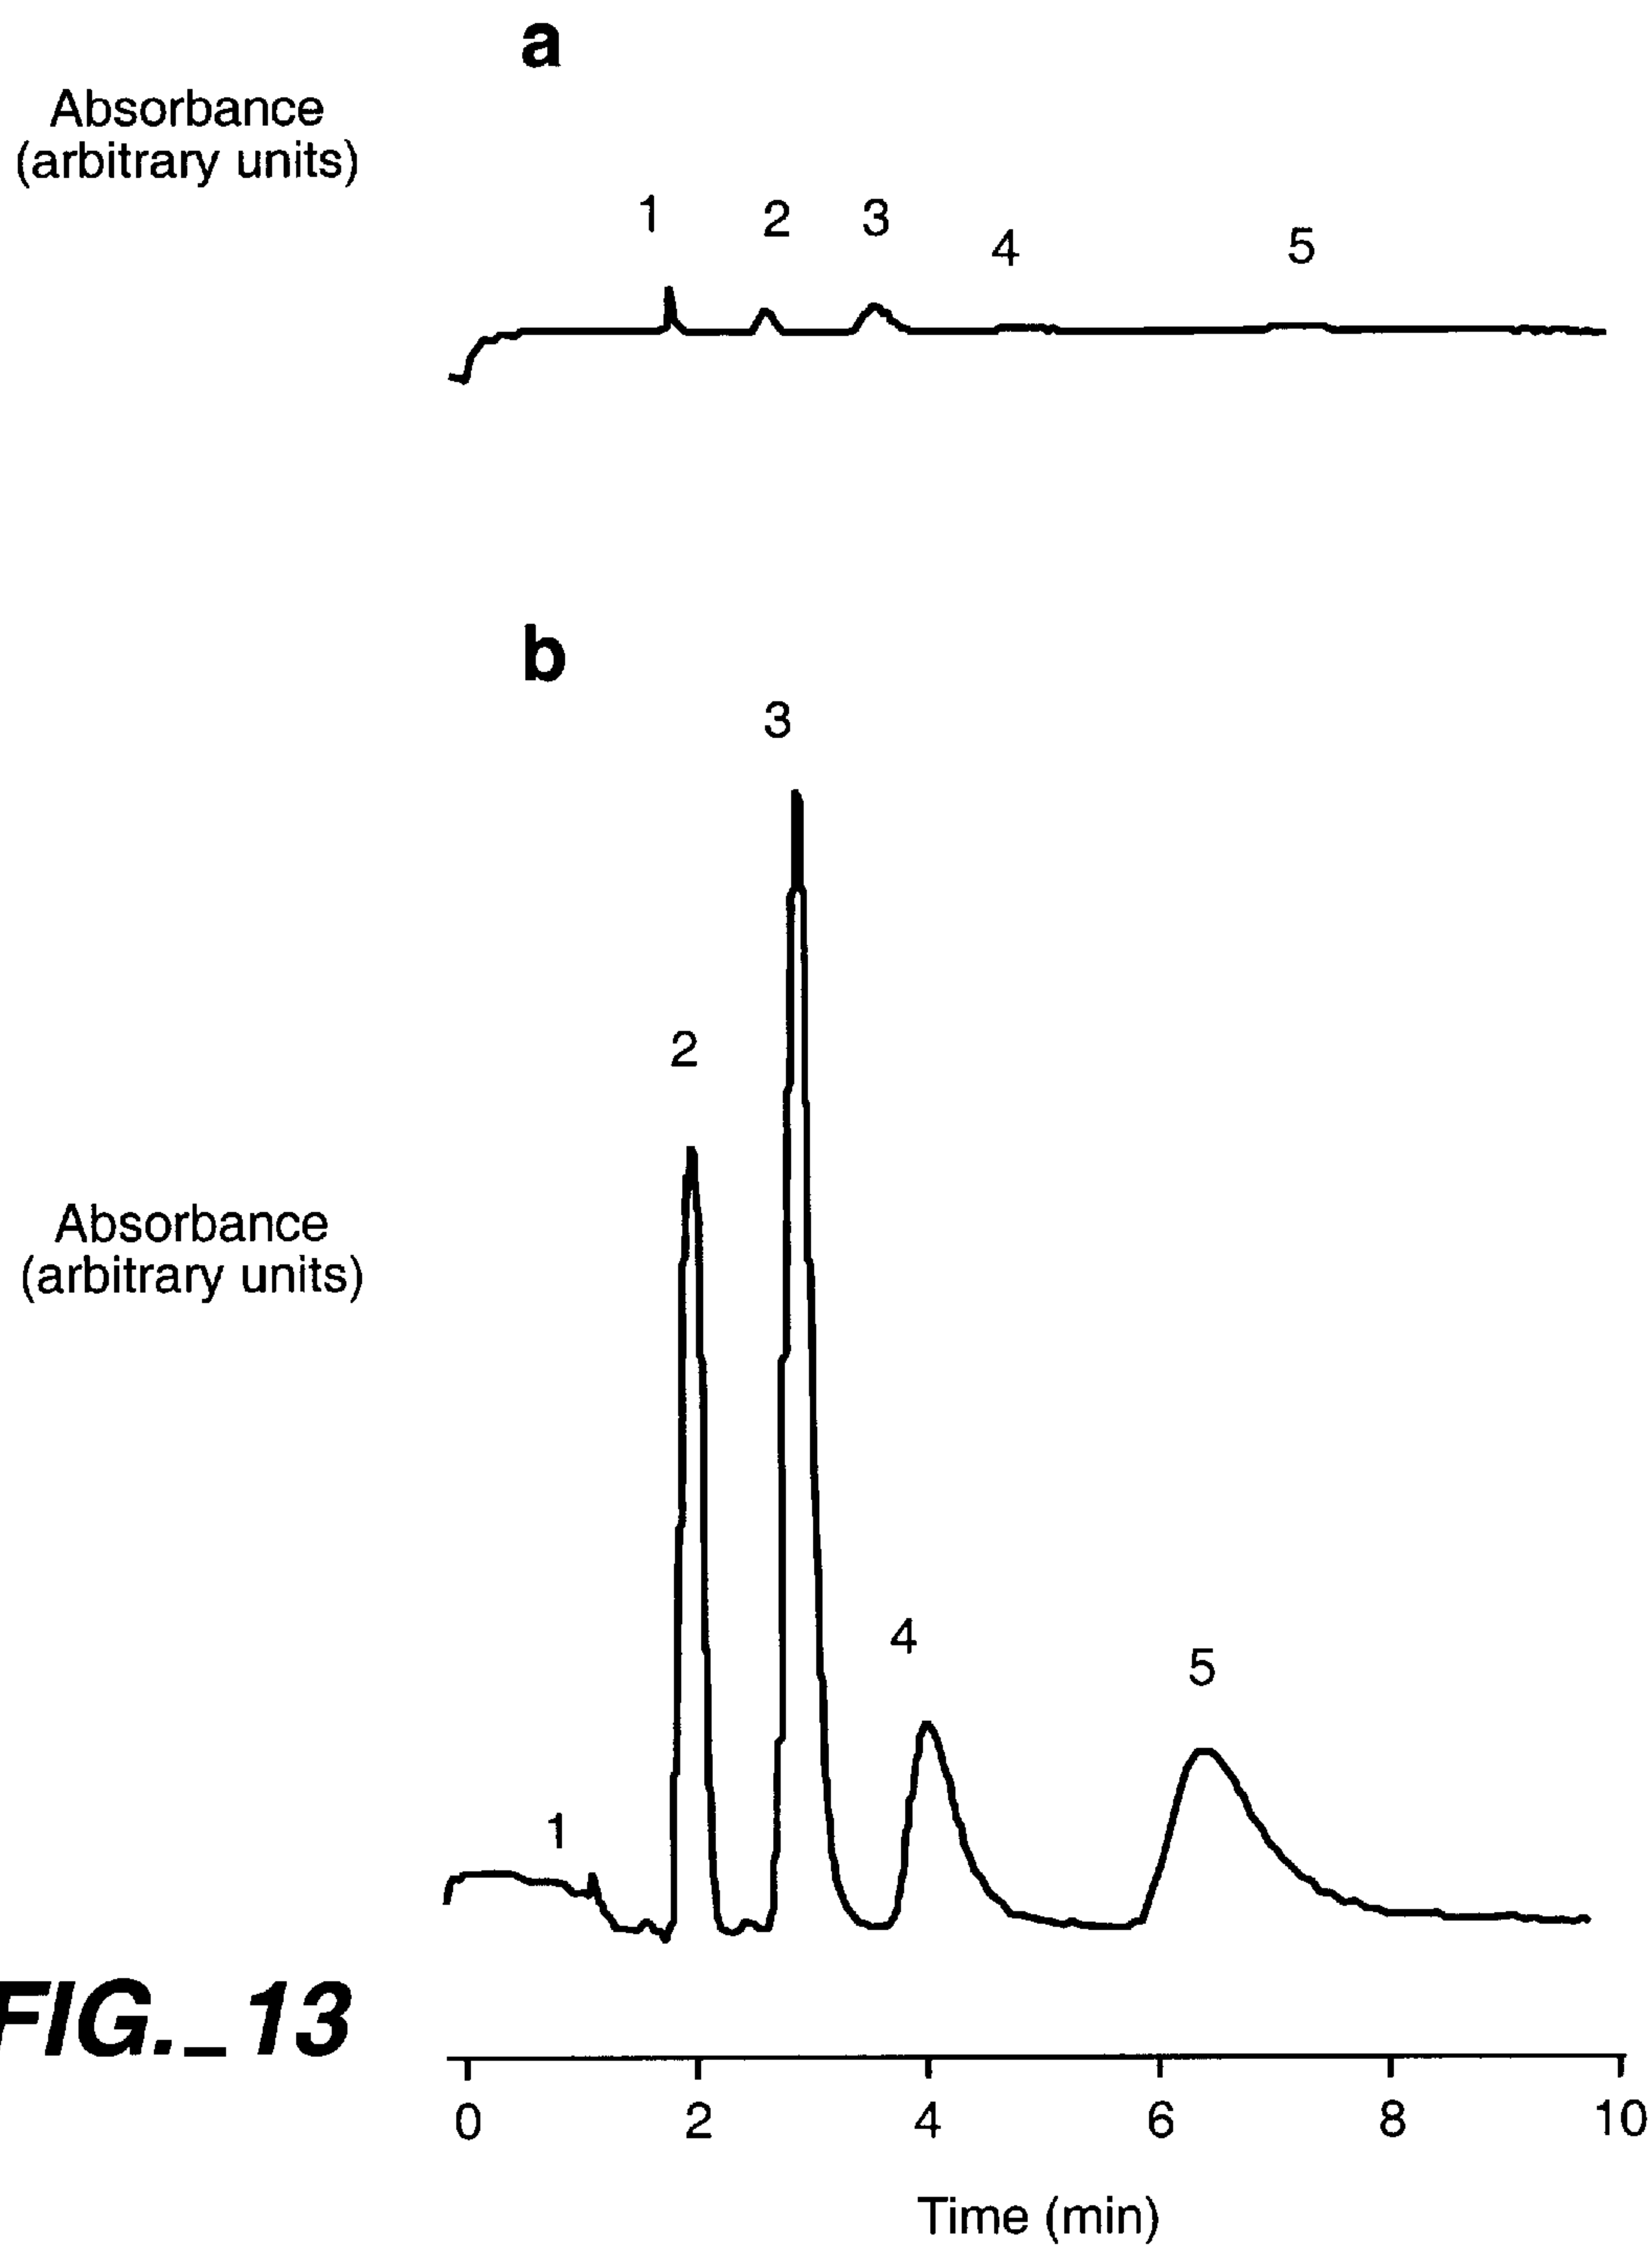 a
Absorbance
(arbitrary units)
1 2 3 4 5
b
3
2
Absorbance
(arbitrary units)
4
5
1
FIG._13
0 2 4 6 8 10
Time (min)